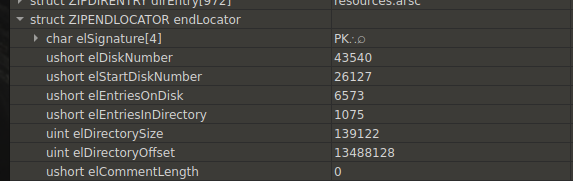 struct ZIPDIRENTRY dirEntry[972] resources.arsc
struct ZIPENDLOCATOR endLocator
char elSignature[4] PK
ushort elDiskNumber 43540
ushort elStartDiskNumber 26127
ushort elEntriesOnDisk 6573
ushort elEntriesInDirectory 1075
uint elDirectorySize 139122
uint elDirectoryOffset 13488128
ushort elCommentLength 0